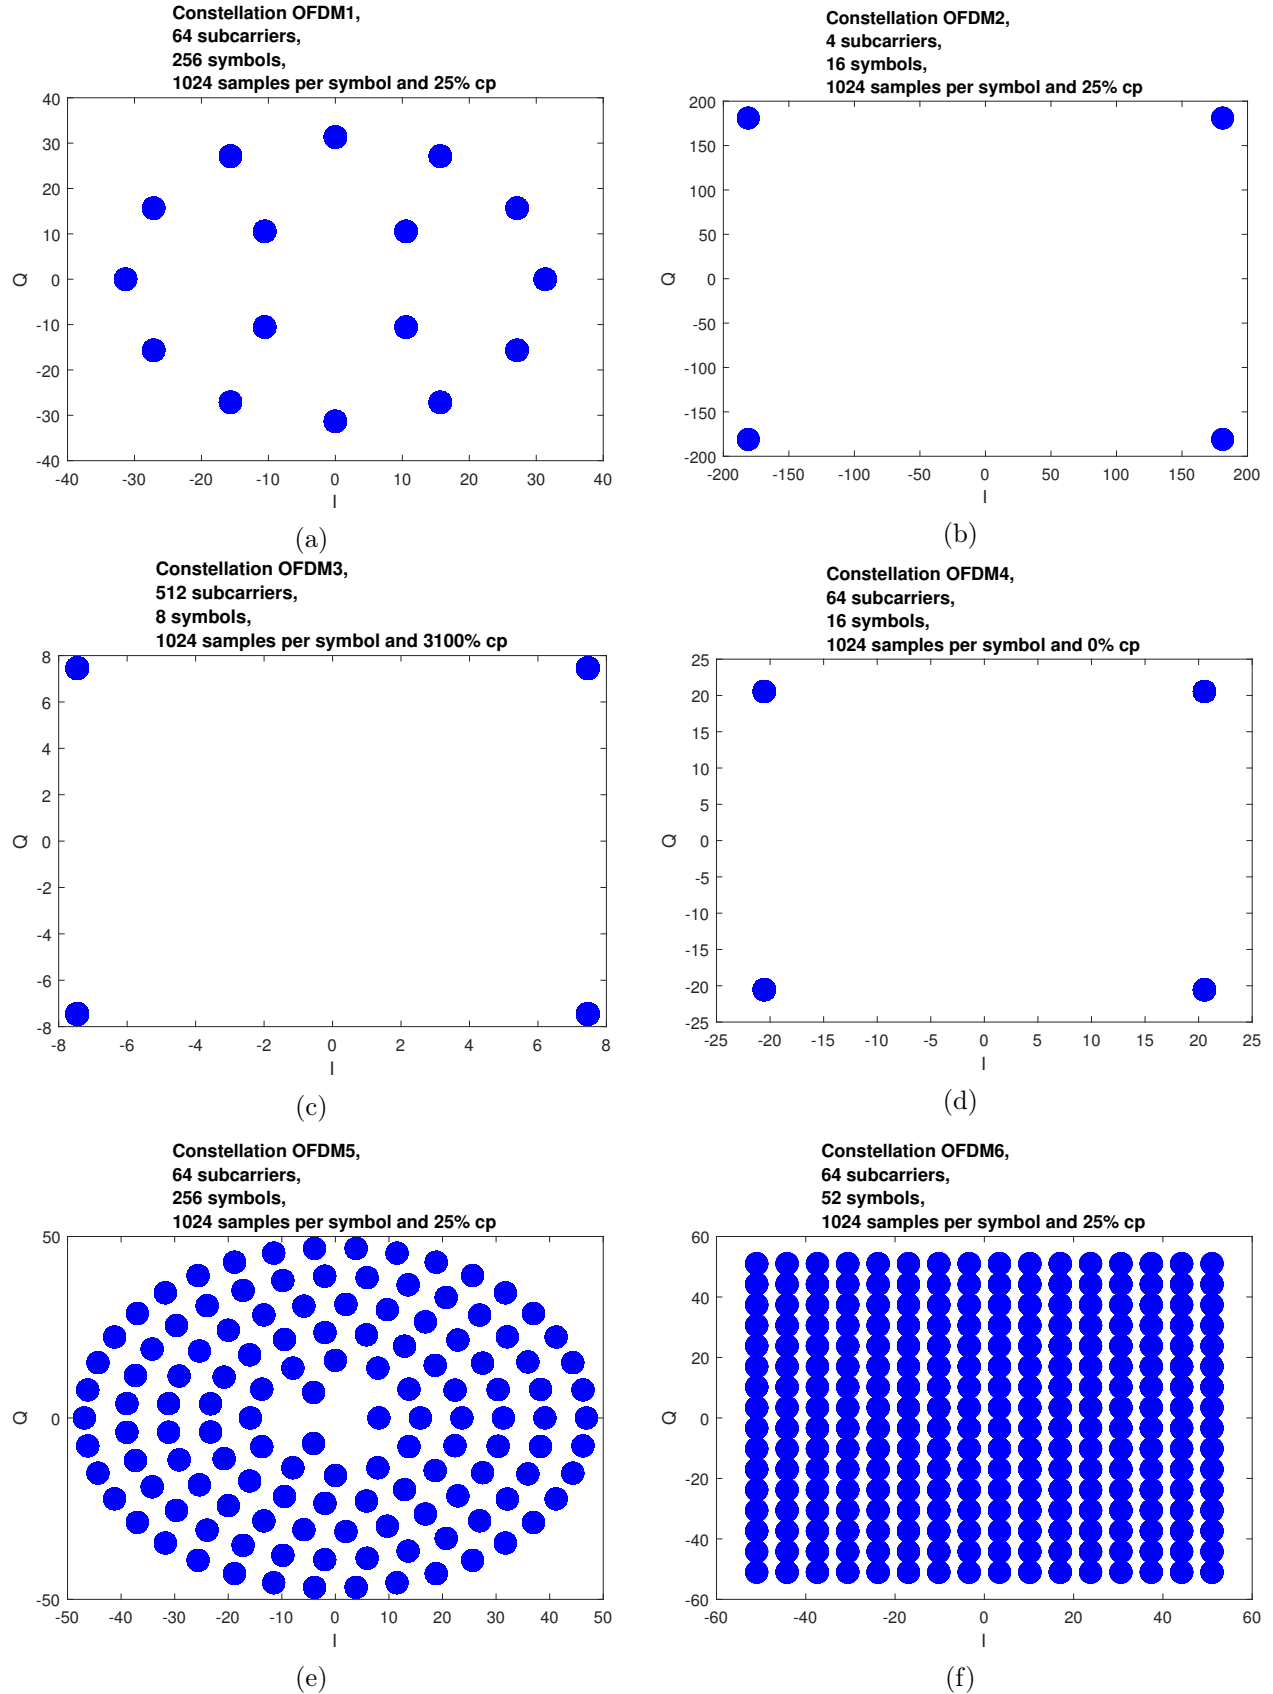 Constellation OFDM1,
64 subcarriers,
256 symbols,
1024 samples per symbol and 25% cp
40
30
20
10
0
-10
-20
-30
-40
Q
-40 -30 -20 -10 0 10 20 30 40
I
(a)
Constellation OFDM2,
4 subcarriers,
16 symbols,
1024 samples per symbol and 25% cp
200
150
100
50
0
-50
-100
-150
-200
Q
-200 -150 -100 -50 0 50 100 150 200
I
(b)
Constellation OFDM3,
512 subcarriers,
8 symbols,
1024 samples per symbol and 3100% cp
8
6
4
2
0
-2
-4
-6
-8
Q
-8 -6 -4 -2 0 2 4 6 8
I
(c)
Constellation OFDM4,
64 subcarriers,
16 symbols,
1024 samples per symbol and 0% cp
25
20
15
10
5
0
-5
-10
-15
-20
-25
Q
-25 -20 -15 -10 -5 0 5 10 15 20 25
I
(d)
Constellation OFDM5,
64 subcarriers,
256 symbols,
1024 samples per symbol and 25% cp
50
0
-50
Q
-50 -40 -30 -20 -10 0 10 20 30 40 50
I
(e)
Constellation OFDM6,
64 subcarriers,
52 symbols,
1024 samples per symbol and 25% cp
60
40
20
0
-20
-40
-60
Q
-60 -40 -20 0 20 40 60
I
(f)